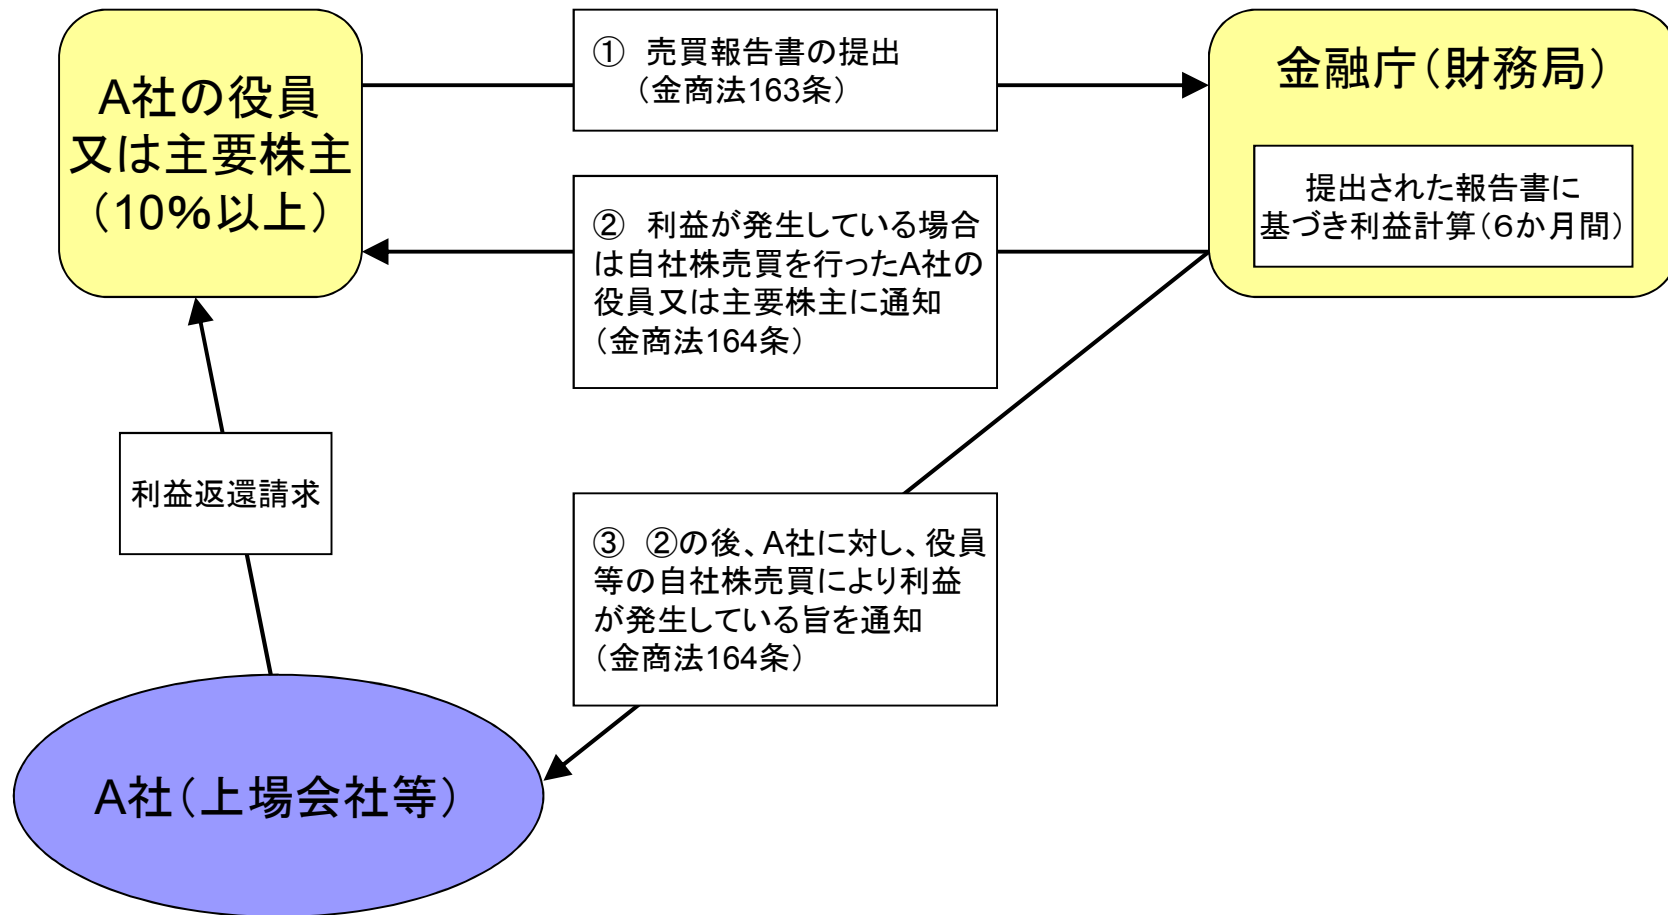 A社の役員
又は主要株主
（10％以上）
① 売買報告書の提出
（金商法163条）
金融庁（財務局）
提出された報告書に
基づき利益計算（６か月間）
② 利益が発生している場合
は自社株売買を行ったA社の
役員又は主要株主に通知
（金商法164条）
利益返還請求
③ ②の後、A社に対し、役員
等の自社株売買により利益
が発生している旨を通知
（金商法164条）
A社（上場会社等）